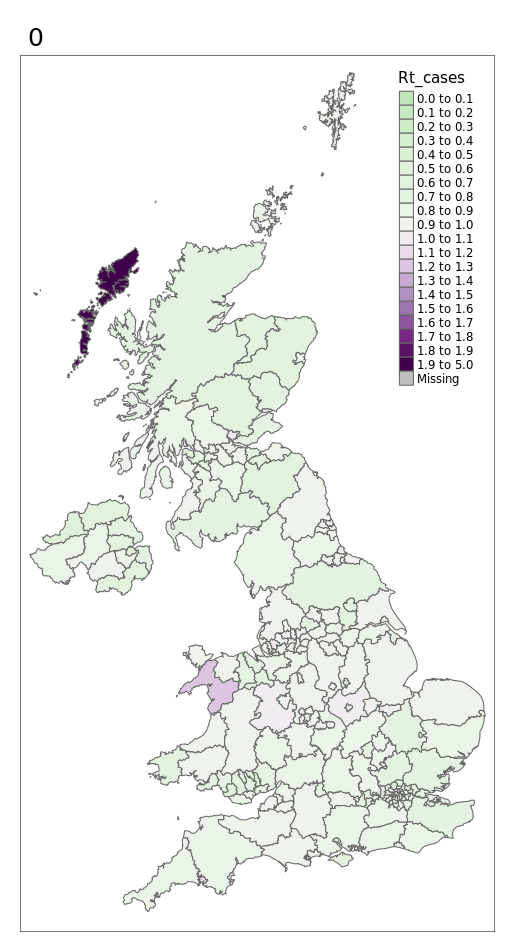 0
Rt_cases
0.0 to 0.1
0.1 to 0.2
0.2 to 0.3
0.3 to 0.4
0.4 to 0.5
0.5 to 0.6
0.6 to 0.7
0.7 to 0.8
0.8 to 0.9
0.9 to 1.0
1.0 to 1.1
1.1 to 1.2
1.2 to 1.3
1.3 to 1.4
1.4 to 1.5
1.5 to 1.6
1.6 to 1.7
1.7 to 1.8
1.8 to 1.9
1.9 to 5.0
Missing